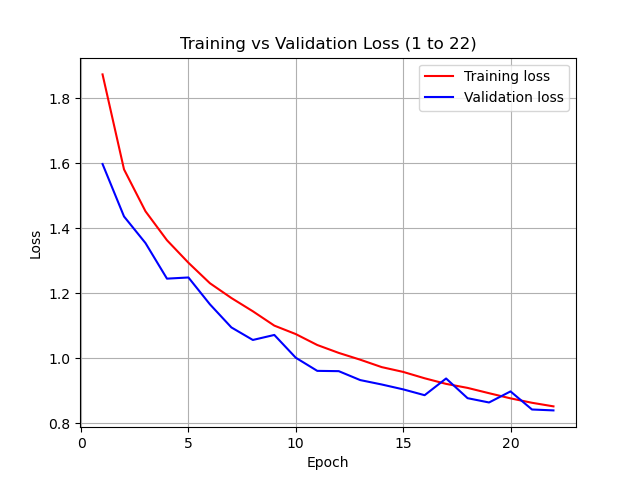 Training vs Validation Loss (1 to 22)
Training loss
Validation loss
Loss
1.8
1.6
1.4
1.2
1.0
0.8
0
5
10
15
20
Epoch